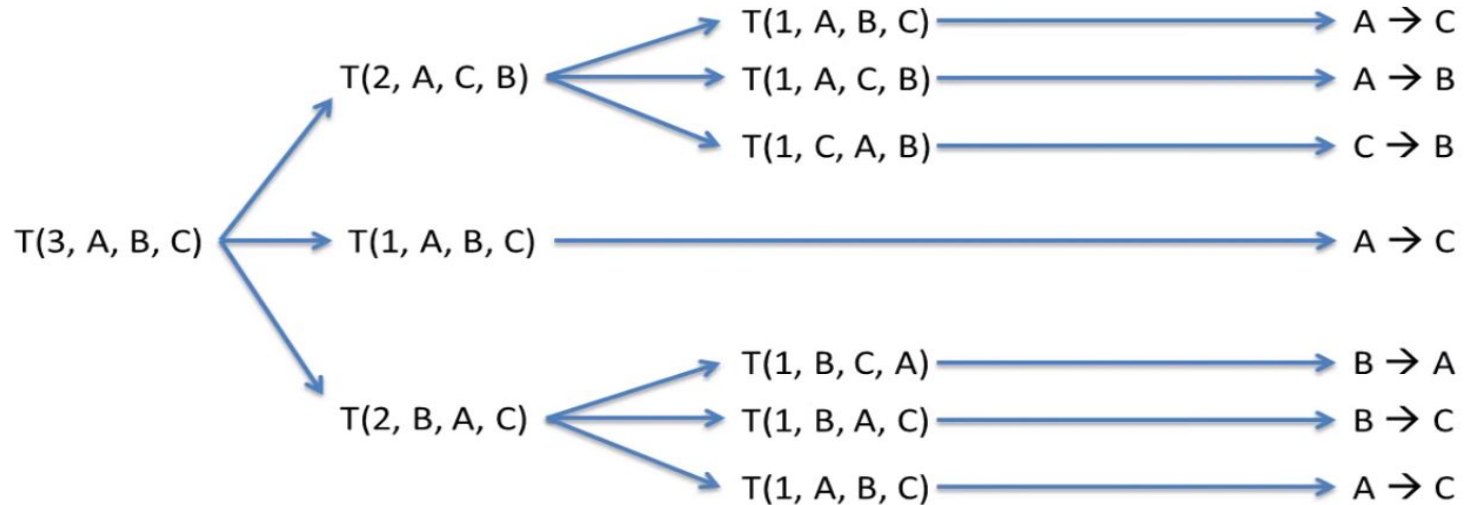 T(1, A, B, C) A → C
T(2, A, C, B) T(1, A, C, B) A → B
T(1, C, A, B) C → B
T(3, A, B, C) T(1, A, B, C) A → C
T(1, B, C, A) B → A
T(2, B, A, C) T(1, B, A, C) B → C
T(1, A, B, C) A → C